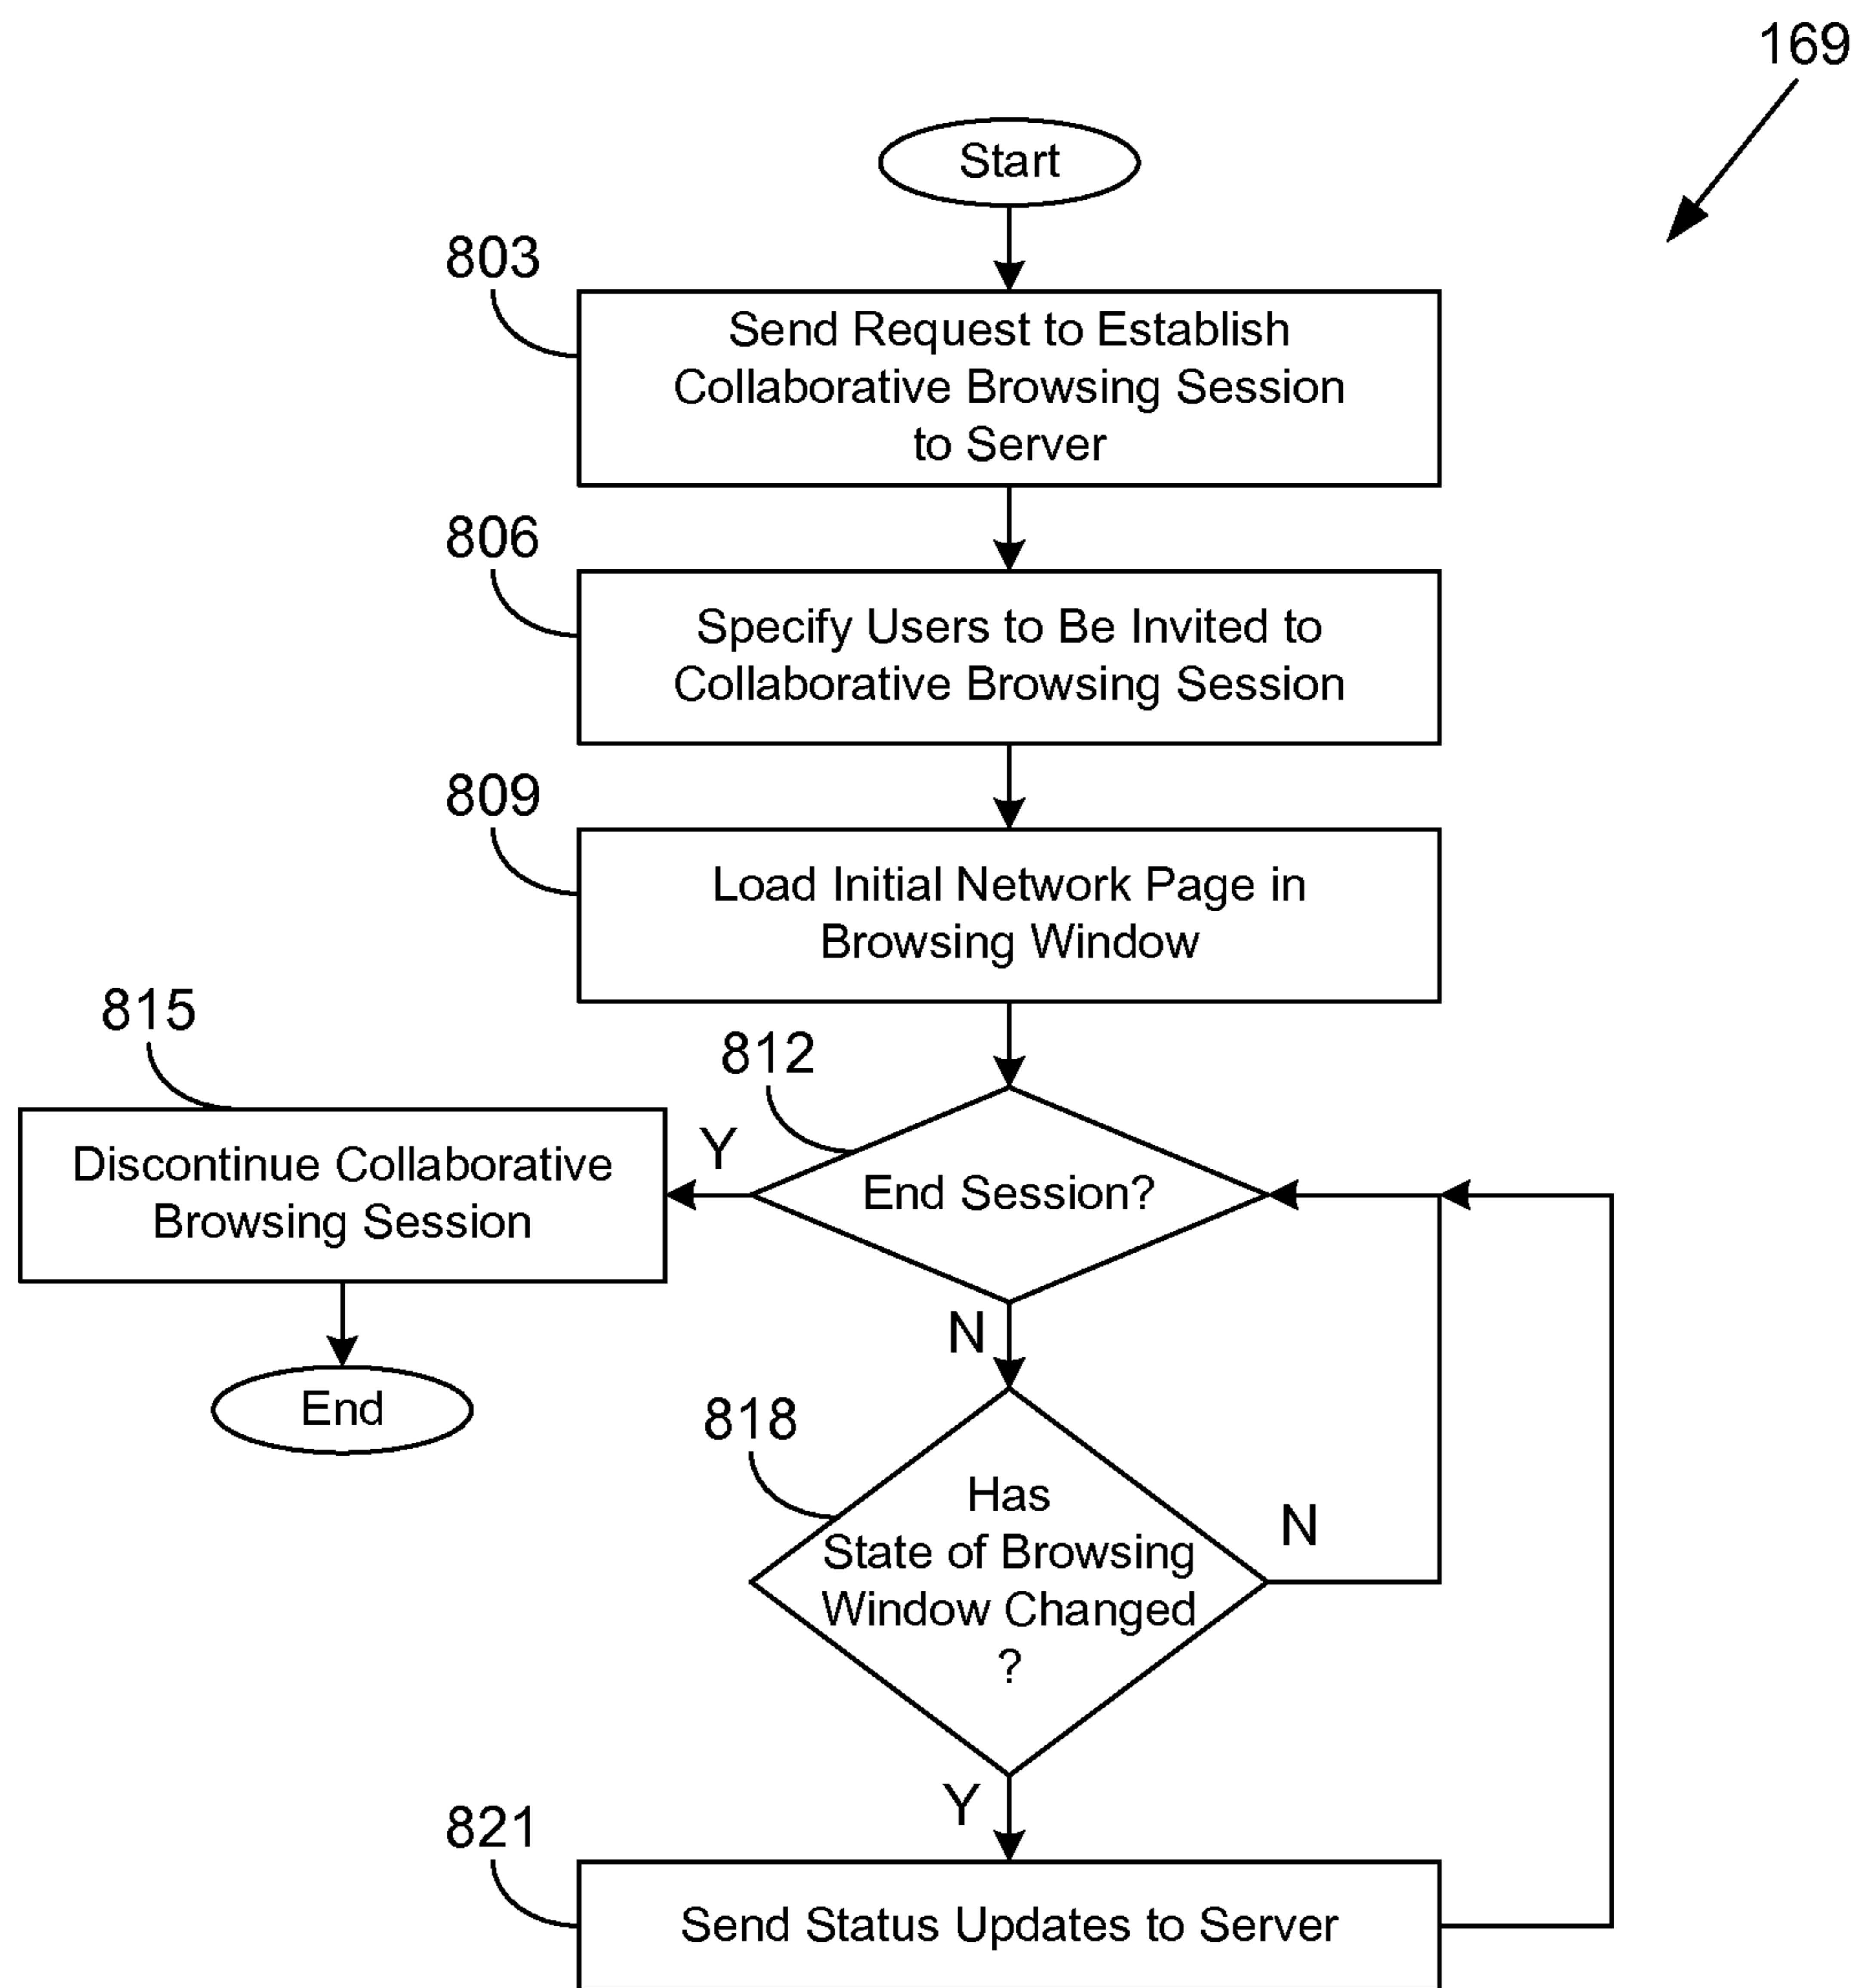 169
Start
803
Send Request to Establish
Collaborative Browsing Session
to Server
806
Specify Users to Be Invited to
Collaborative Browsing Session
809
Load Initial Network Page in
Browsing Window
815
812
Discontinue Collaborative
Browsing Session
Y
End Session?
N
End
818
Has
State of Browsing
Window Changed
?
N
Y
821
Send Status Updates to Server